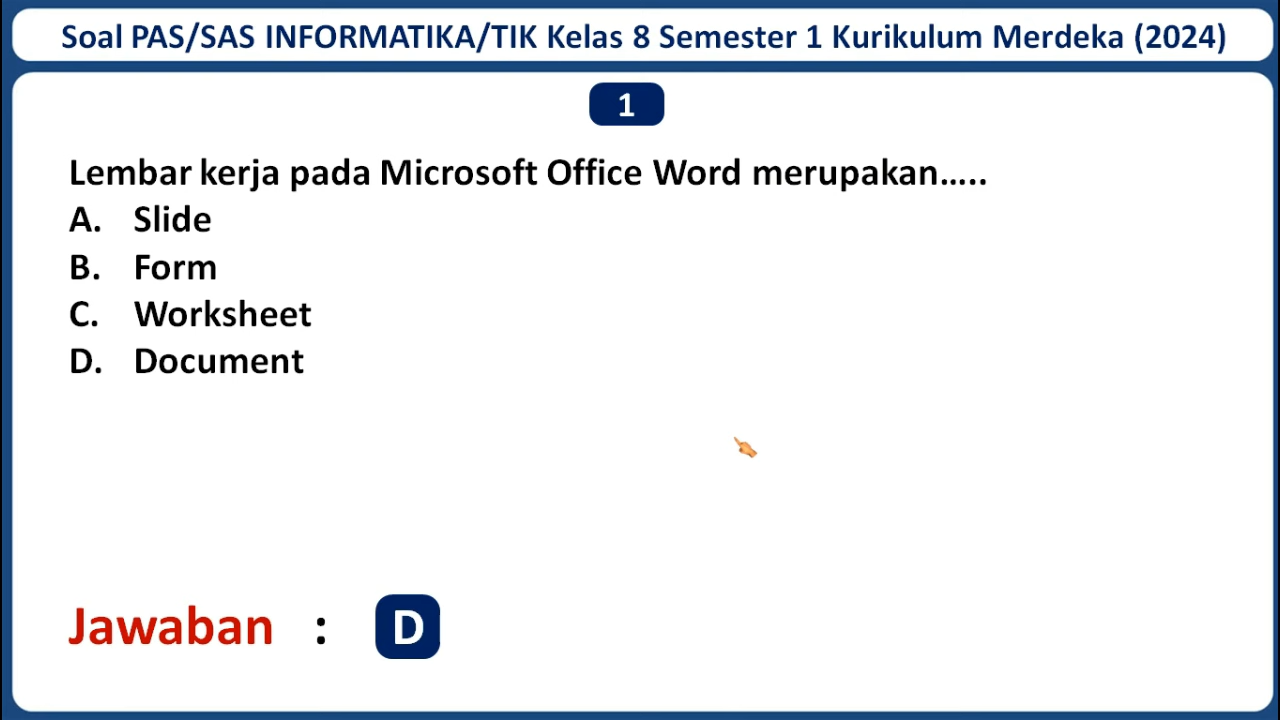 Soal PAS/SAS INFORMATIKA/TIK Kelas 8 Semester 1 Kurikulum Merdeka (2024)
1
Lembar kerja pada Microsoft Office Word merupakan.....
A. Slide
B. Form
C. Worksheet
D. Document
Jawaban : D